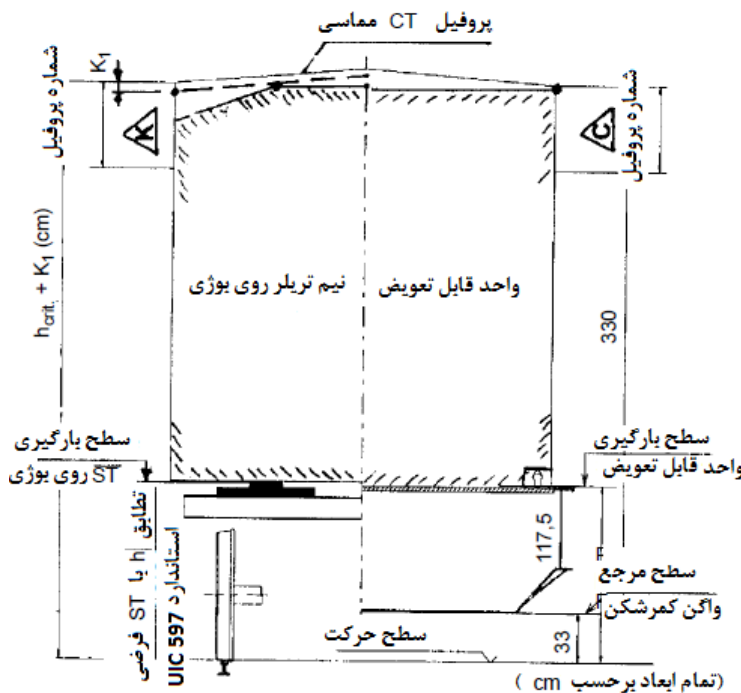 پروفیل CT مماسی
K1
شماره پروفیل
K
C
شماره پروفیل
hcrit. + K1 (cm)
نیم تریلر روی بوژی
واحد قابل تعویض
330
سطح بارگیری
ST روی بوژی
سطح بارگیری
واحد قابل تعویض
تطابق h با ST فرضی
استاندارد UIC 597
117,5
سطح مرجع
واگن کمرشکن
سطح حرکت
33
(تمام ابعاد برحسب cm )